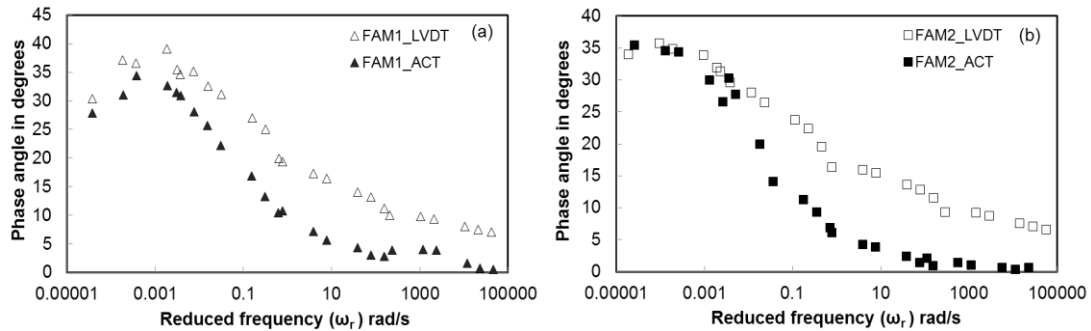 45
40
35
30
25
20
15
10
5
0
Phase angle in degrees
△ FAM1_LVDT
▲ FAM1_ACT
(a)
0.00001 0.001 0.1 10 1000 100000
Reduced frequency (ωr) rad/s
40
35
30
25
20
15
10
5
0
Phase angle in degrees
□ FAM2_LVDT
■ FAM2_ACT
(b)
0.00001 0.001 0.1 10 1000 100000
Reduced frequency (ωr) rad/s